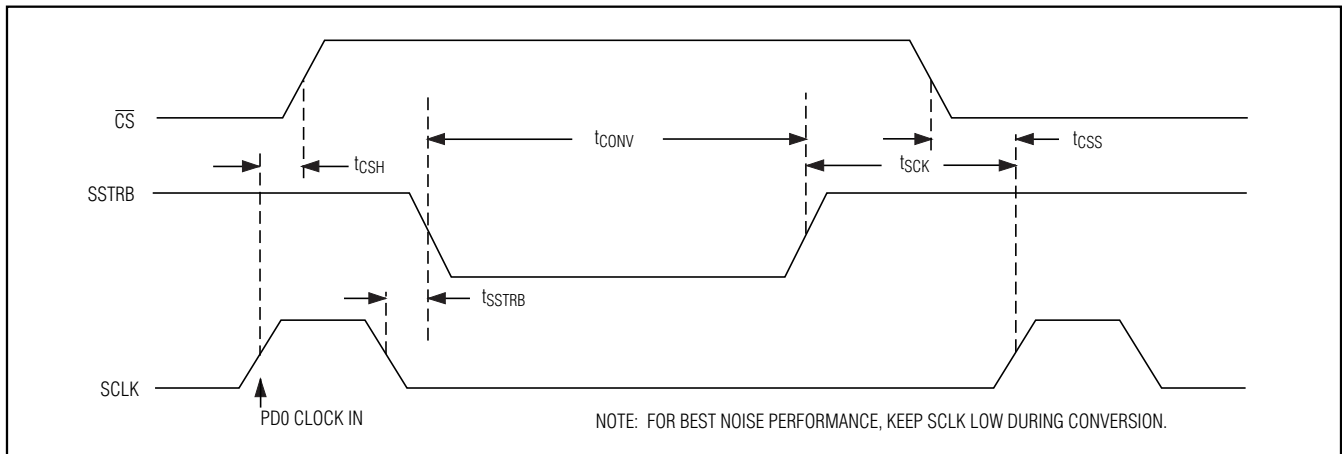 CS
tCONV
tCSS
tCSH
tSCK
SSTRB
tSSTRB
SCLK
PD0 CLOCK IN
NOTE: FOR BEST NOISE PERFORMANCE, KEEP SCLK LOW DURING CONVERSION.